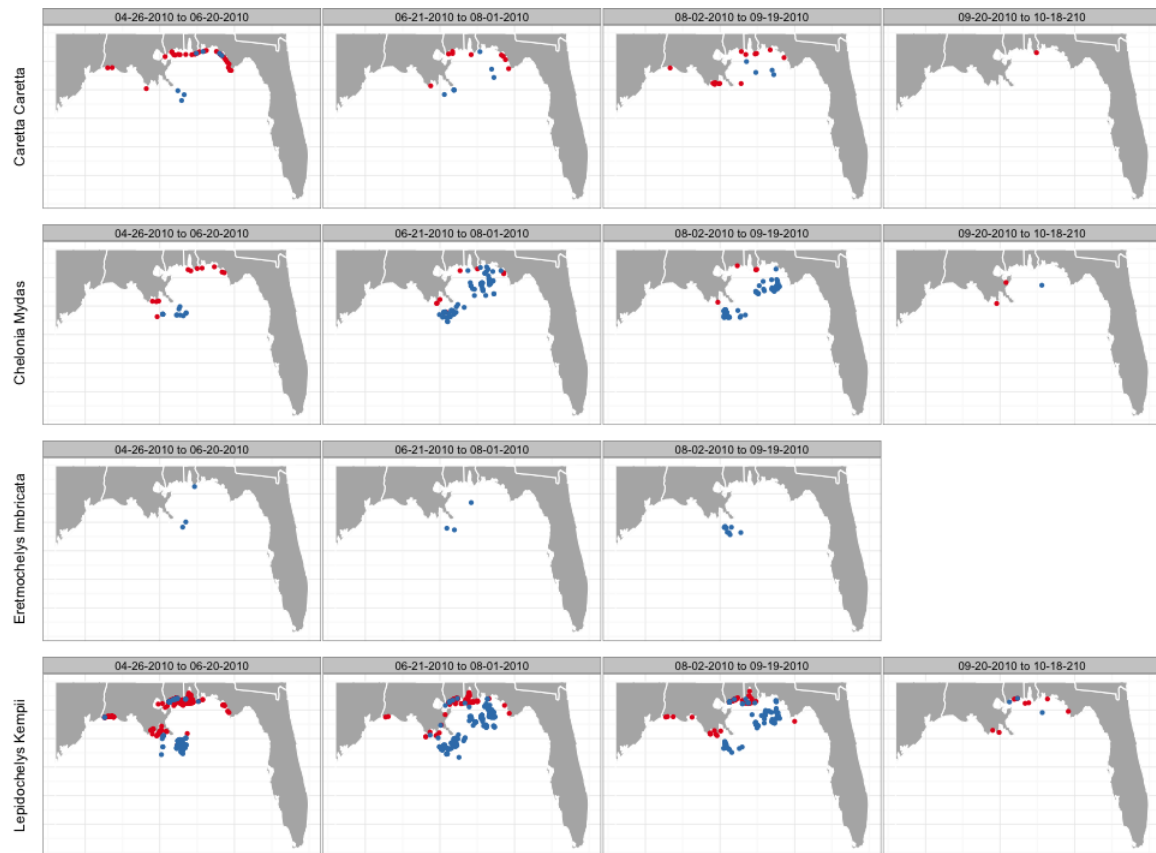 04-26-2010 to 06-20-2010
06-21-2010 to 08-01-2010
08-02-2010 to 09-19-2010
09-20-2010 to 10-18-210
Caretta Caretta
04-26-2010 to 06-20-2010
06-21-2010 to 08-01-2010
08-02-2010 to 09-19-2010
09-20-2010 to 10-18-210
Chelonia Mydas
04-26-2010 to 06-20-2010
06-21-2010 to 08-01-2010
08-02-2010 to 09-19-2010
Eretmochelys Imbricata
04-26-2010 to 06-20-2010
06-21-2010 to 08-01-2010
08-02-2010 to 09-19-2010
09-20-2010 to 10-18-210
Lepidochelys Kempii